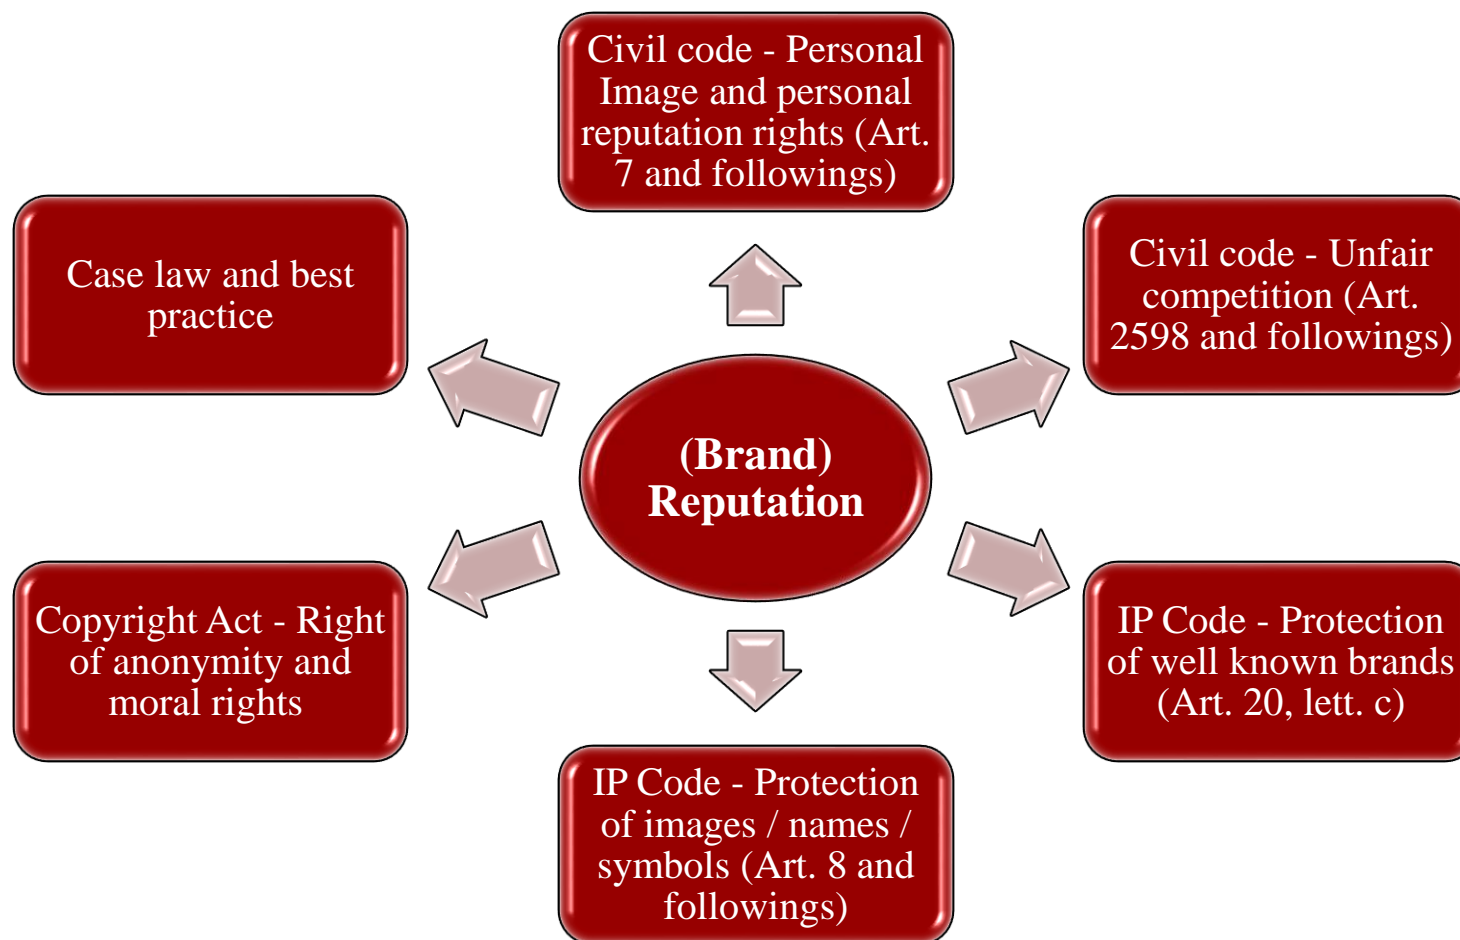 Civil code - Personal
Image and personal
reputation rights (Art.
7 and followings)
Civil code - Unfair
competition (Art.
2598 and followings)
IP Code - Protection
of well known brands
(Art. 20, lett. c)
IP Code - Protection
of images / names /
symbols (Art. 8 and
followings)
Copyright Act - Right
of anonymity and
moral rights
Case law and best
practice
(Brand)
Reputation